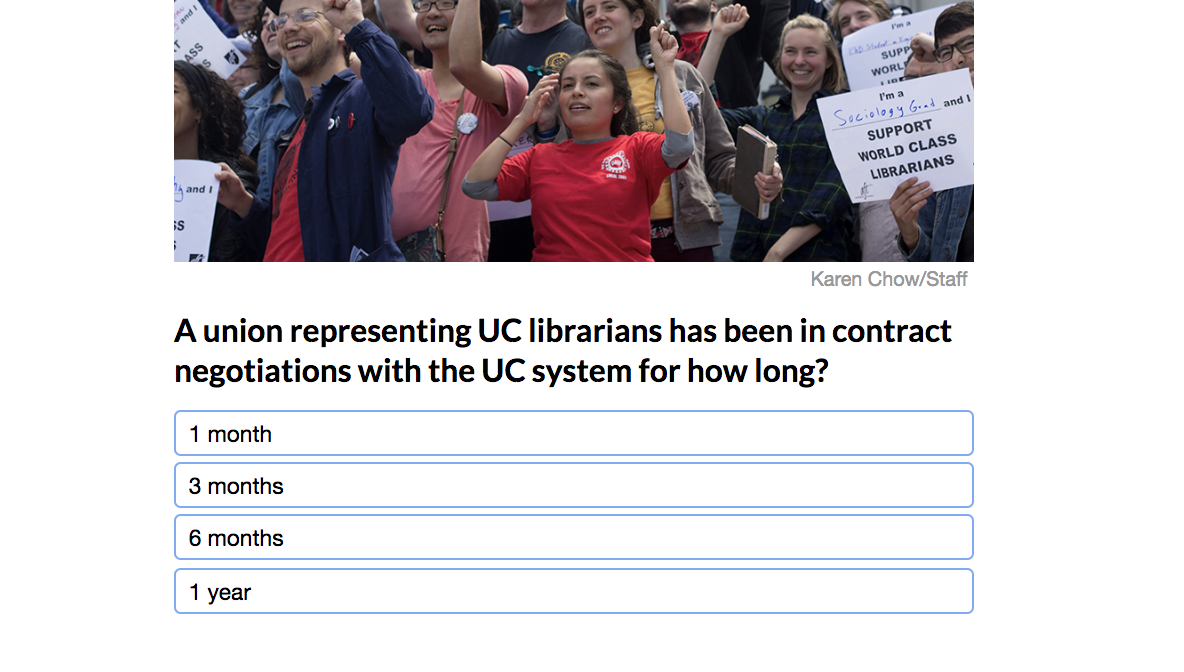 and I
ASS
S
I'm a
SUPP
WORL
I'm a
Sociology Grad and I
SUPPORT
WORLD CLASS
LIBRARIANS
and I
SS
S
Karen Chow/Staff
A union representing UC librarians has been in contract
negotiations with the UC system for how long?
1 month
3 months
6 months
1 year